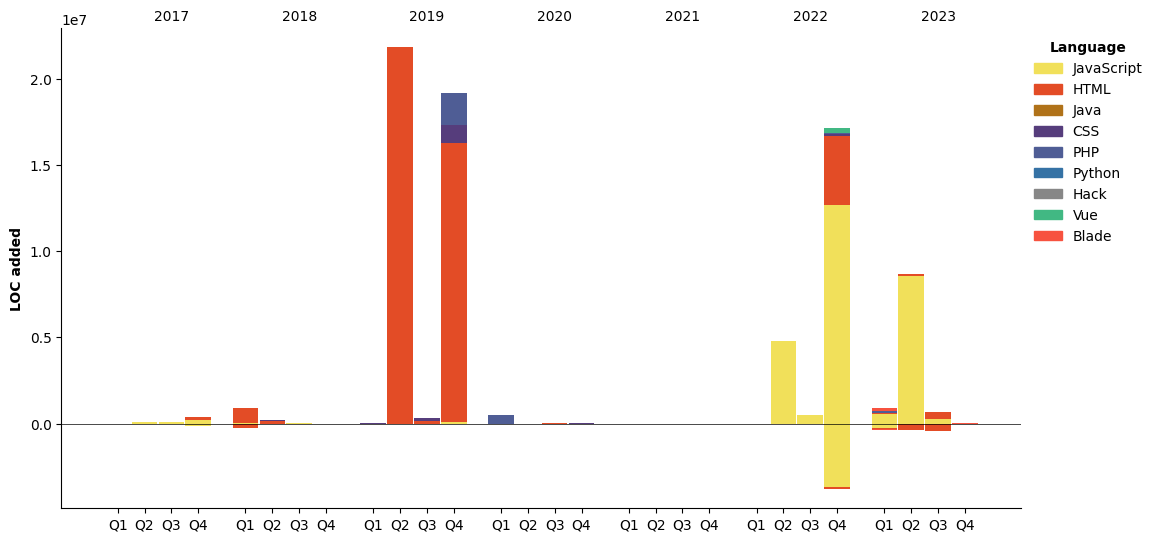 1e7
2017 2018 2019 2020 2021 2022 2023
Language
JavaScript
HTML
Java
CSS
PHP
Python
Hack
Vue
Blade
LOC added
2.0
1.5
1.0
0.5
0.0
Q1 Q2 Q3 Q4 Q1 Q2 Q3 Q4 Q1 Q2 Q3 Q4 Q1 Q2 Q3 Q4 Q1 Q2 Q3 Q4 Q1 Q2 Q3 Q4 Q1 Q2 Q3 Q4